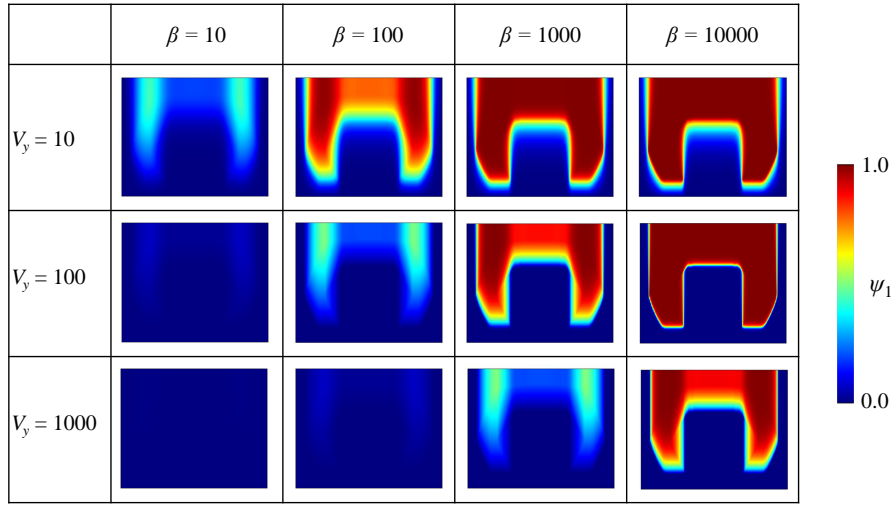 β = 10 β = 100 β = 1000 β = 10000
V_y = 10
1.0
V_y = 100
ψ_1
V_y = 1000
0.0